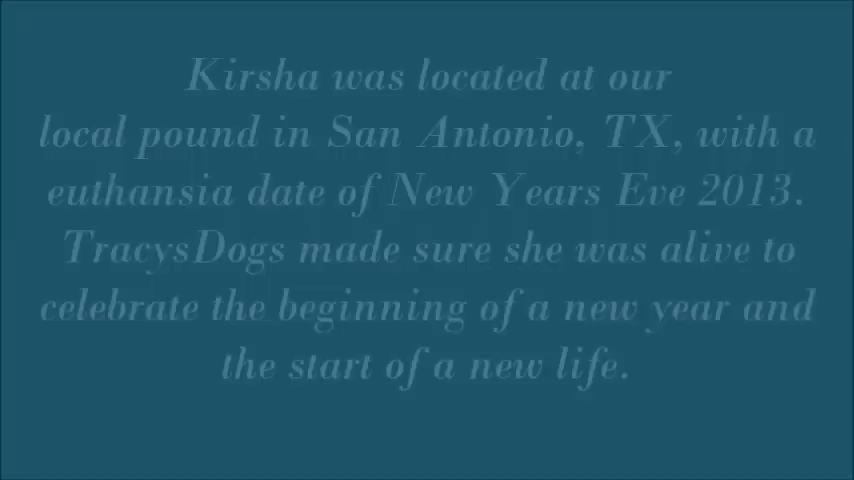 Kirsha was located at our
local pound in San Antonio, TX, with a
euthansia date of New Years Eve 2013.
TracysDogs made sure she was alive to
celebrate the beginning of a new year and
the start of a new life.